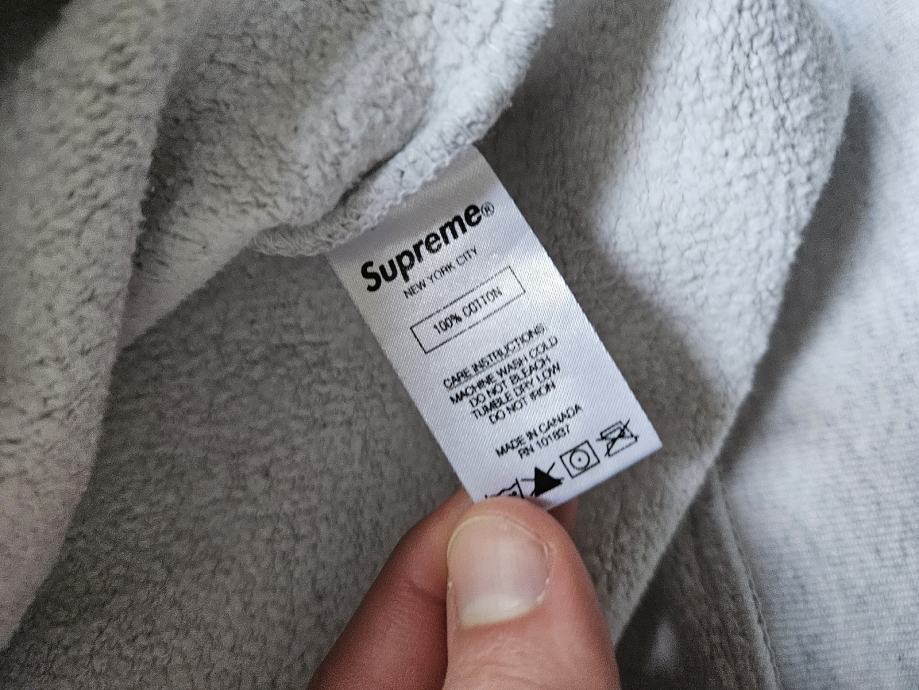 Supreme®
NEW YORK CITY
100% COTTON
CARE INSTRUCTIONS:
MACHINE WASH COLD
DO NOT BLEACH
TUMBLE DRY LOW
DO NOT IRON
MADE IN CANADA
RN 101837